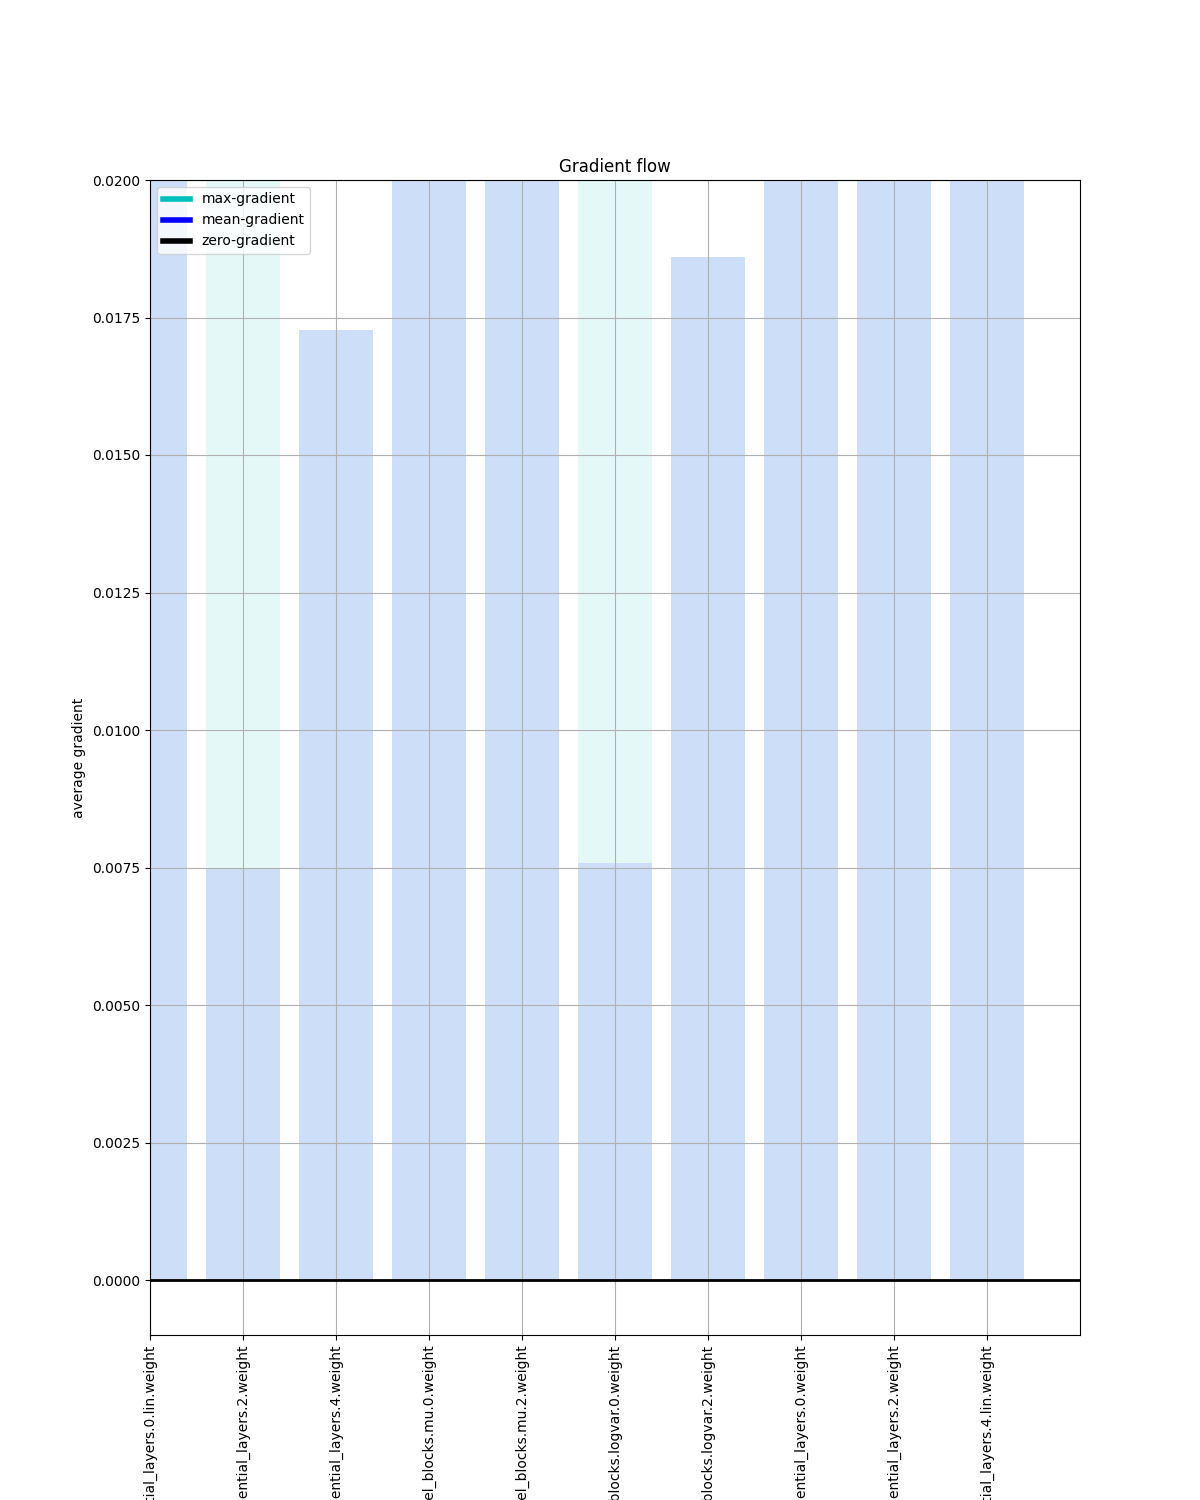 Gradient flow
max-gradient
mean-gradient
zero-gradient
0.0200
0.0175
0.0150
0.0125
0.0100
0.0075
0.0050
0.0025
0.0000
average gradient
tial_layers.0.lin.weight
ential_layers.2.weight
ential_layers.4.weight
el_blocks.mu.0.weight
el_blocks.mu.2.weight
blocks.logvar.0.weight
blocks.logvar.2.weight
ential_layers.0.weight
ential_layers.2.weight
tial_layers.4.lin.weight